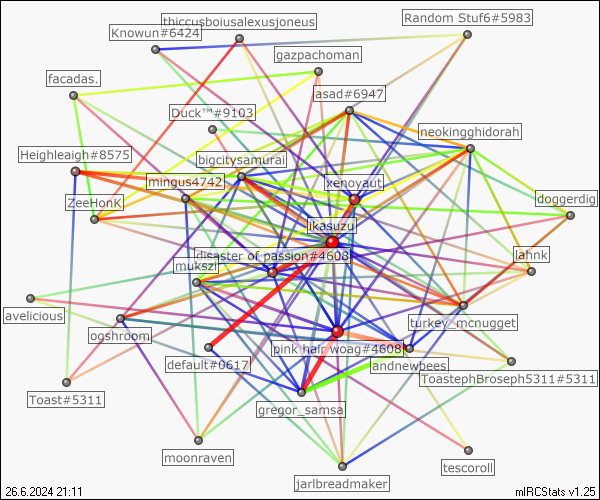 thiccusboiusalexusjoneus
Random Stuf6#5983
Knowun#6424
gazpachoman
facadas.
asad#6947
Duck™#9103
neokingghidorah
Heighleagh#8575
bigcitysamurai
mingus4742
xenoyaut
ZeeHonK
doggerdig
ikasuzu
disaster of passion#4608
lahnk
mukszi
avelicious
turkey_mcnugget
ogshroom
pink hair woag#4608
default#0617
andnewbees
ToastephBroseph5311#5311
Toast#5311
gregor_samsa
moonraven
tescoroll
jarlbreadmaker
26.6.2024 21:11
mIRCStats v1.25